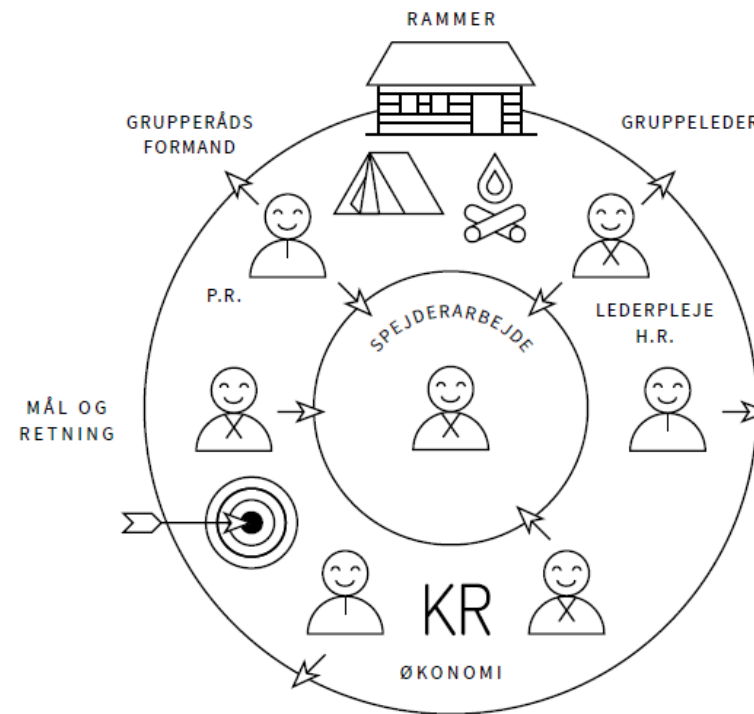 RAMMER
GRUPPERÅDS
FORMAND
GRUPPELEDER
P.R.
SPEJDERARBEJDE
LEDERPLEJE
H.R.
MÅL OG
RETNING
KR
ØKONOMI